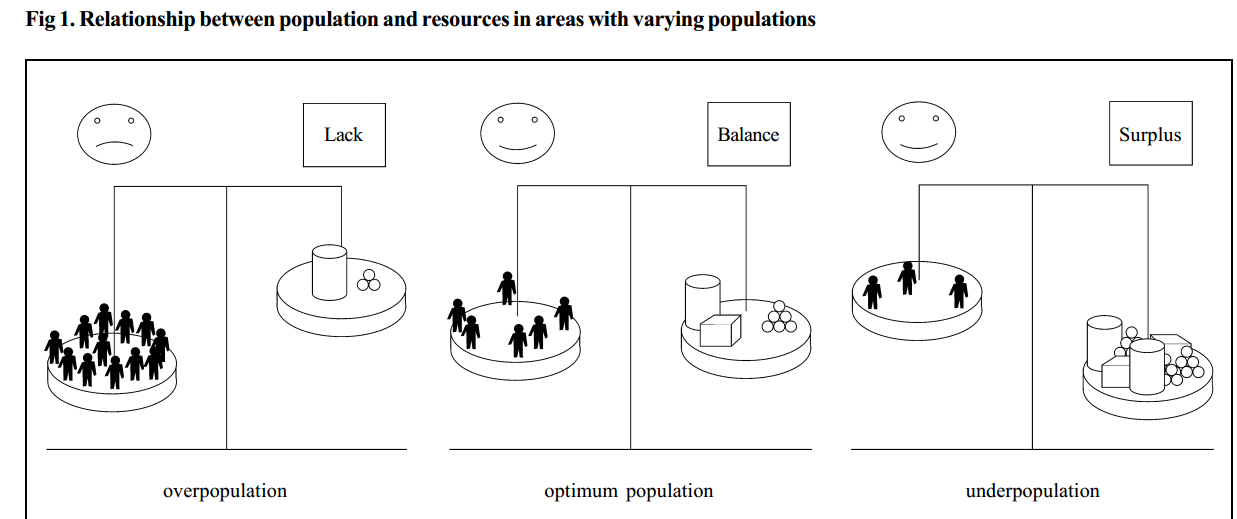 Fig 1. Relationship between population and resources in areas with varying populations
Lack
Balance
Surplus
overpopulation
optimum population
underpopulation